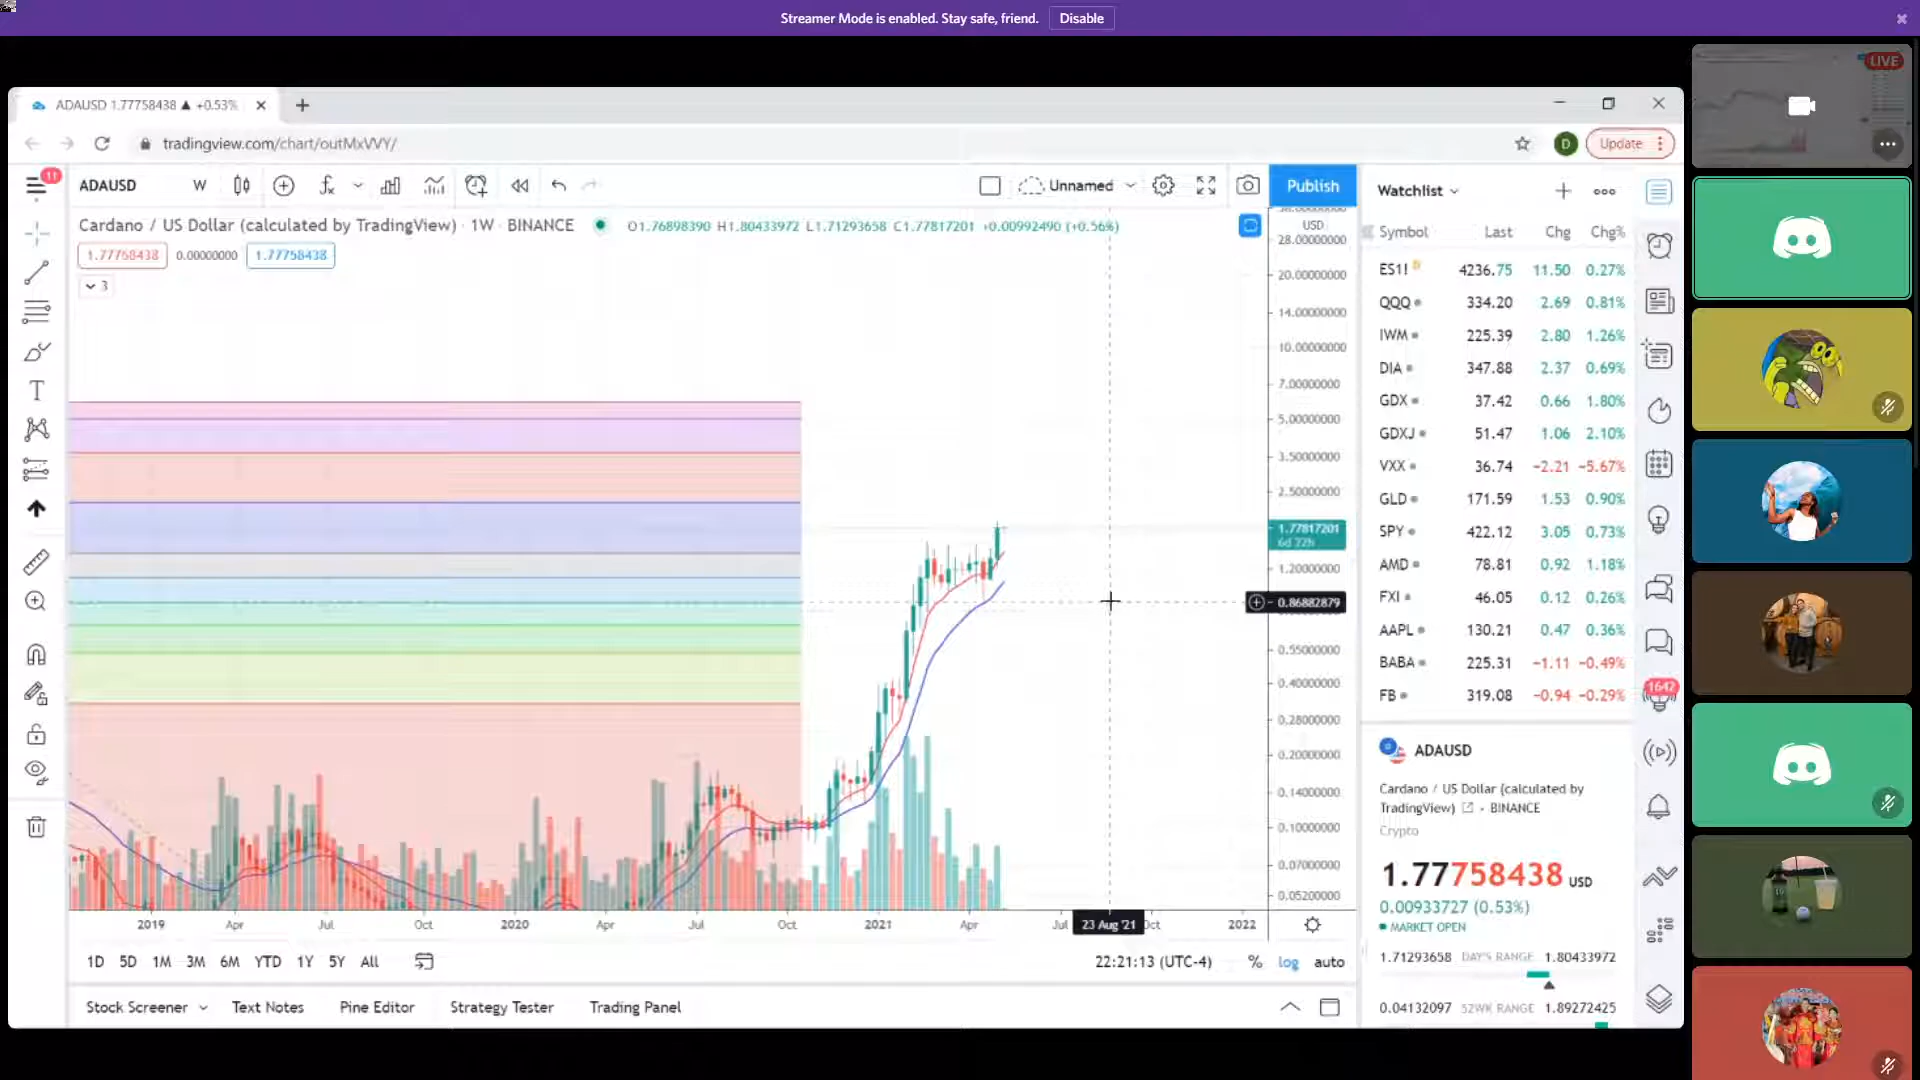 Streamer Mode is enabled. Stay safe, friend. Disable
LIVE
ADAUSD 1.77758438 ▲ +0.53%
tradingview.com/chart/outMxVVY/
D Update
11
ADAUSD W Unnamed Publish
Cardano / US Dollar (calculated by TradingView) · 1W · BINANCE O1.76898390 H1.80433972 L1.71293658 C1.77817201 +0.00992490 (+0.56%)
1.77758438 0.00000000 1.77758438
3
USD
28.00000000
20.00000000
14.00000000
10.00000000
7.00000000
5.00000000
3.50000000
2.50000000
1.77817201
6d 22h
1.20000000
0.86882879
0.55000000
0.40000000
0.28000000
0.20000000
0.14000000
0.10000000
0.07000000
0.05200000
2019 Apr Jul Oct 2020 Apr Jul Oct 2021 Apr Jul 23 Aug '21 Oct 2022
1D 5D 1M 3M 6M YTD 1Y 5Y All 22:21:13 (UTC-4) % log auto
Stock Screener Text Notes Pine Editor Strategy Tester Trading Panel
Watchlist
Symbol Last Chg Chg%
ES1! D 4236.75 11.50 0.27%
QQQ 334.20 2.69 0.81%
IWM 225.39 2.80 1.26%
DIA 347.88 2.37 0.69%
GDX 37.42 0.66 1.80%
GDXJ 51.47 1.06 2.10%
VXX 36.74 −2.21 −5.67%
GLD 171.59 1.53 0.90%
SPY 422.12 3.05 0.73%
AMD 78.81 0.92 1.18%
FXI 46.05 0.12 0.26%
AAPL 130.21 0.47 0.36%
BABA 225.31 −1.11 −0.49%
FB 319.08 −0.94 −0.29%
1647
ADAUSD
Cardano / US Dollar (calculated by
TradingView) · BINANCE
Crypto
1.77758438 USD
0.00933727 (0.53%)
MARKET OPEN
1.71293658 DAY'S RANGE 1.80433972
0.04132097 52WK RANGE 1.89272425